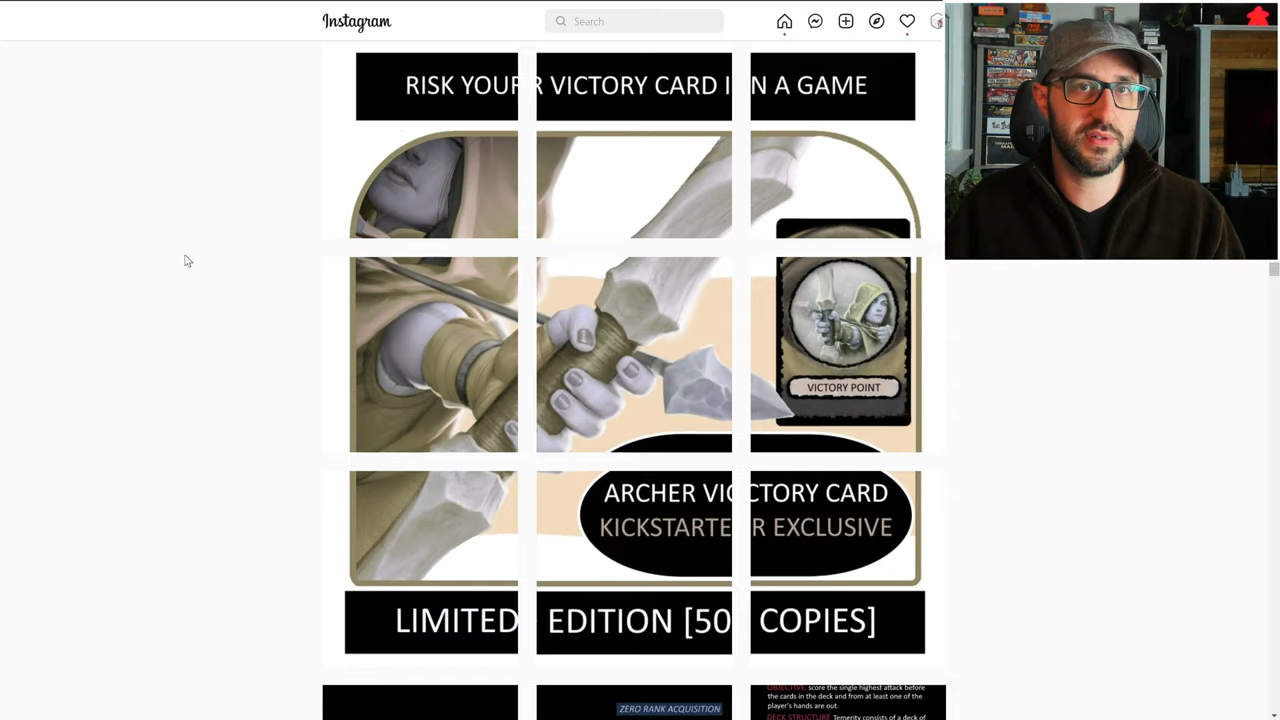 Instagram
Search
RISK YOUR VICTORY CARD IN A GAME
VICTORY POINT
ARCHER VICTORY CARD
KICKSTARTER EXCLUSIVE
LIMITED EDITION [50 COPIES]
ZERO RANK ACQUISITION
OBJECTIVE score the single highest attack before
the cards in the deck and from at least one of the
player's hands are out.
DECK STRUCTURE Temerity consists of a deck of